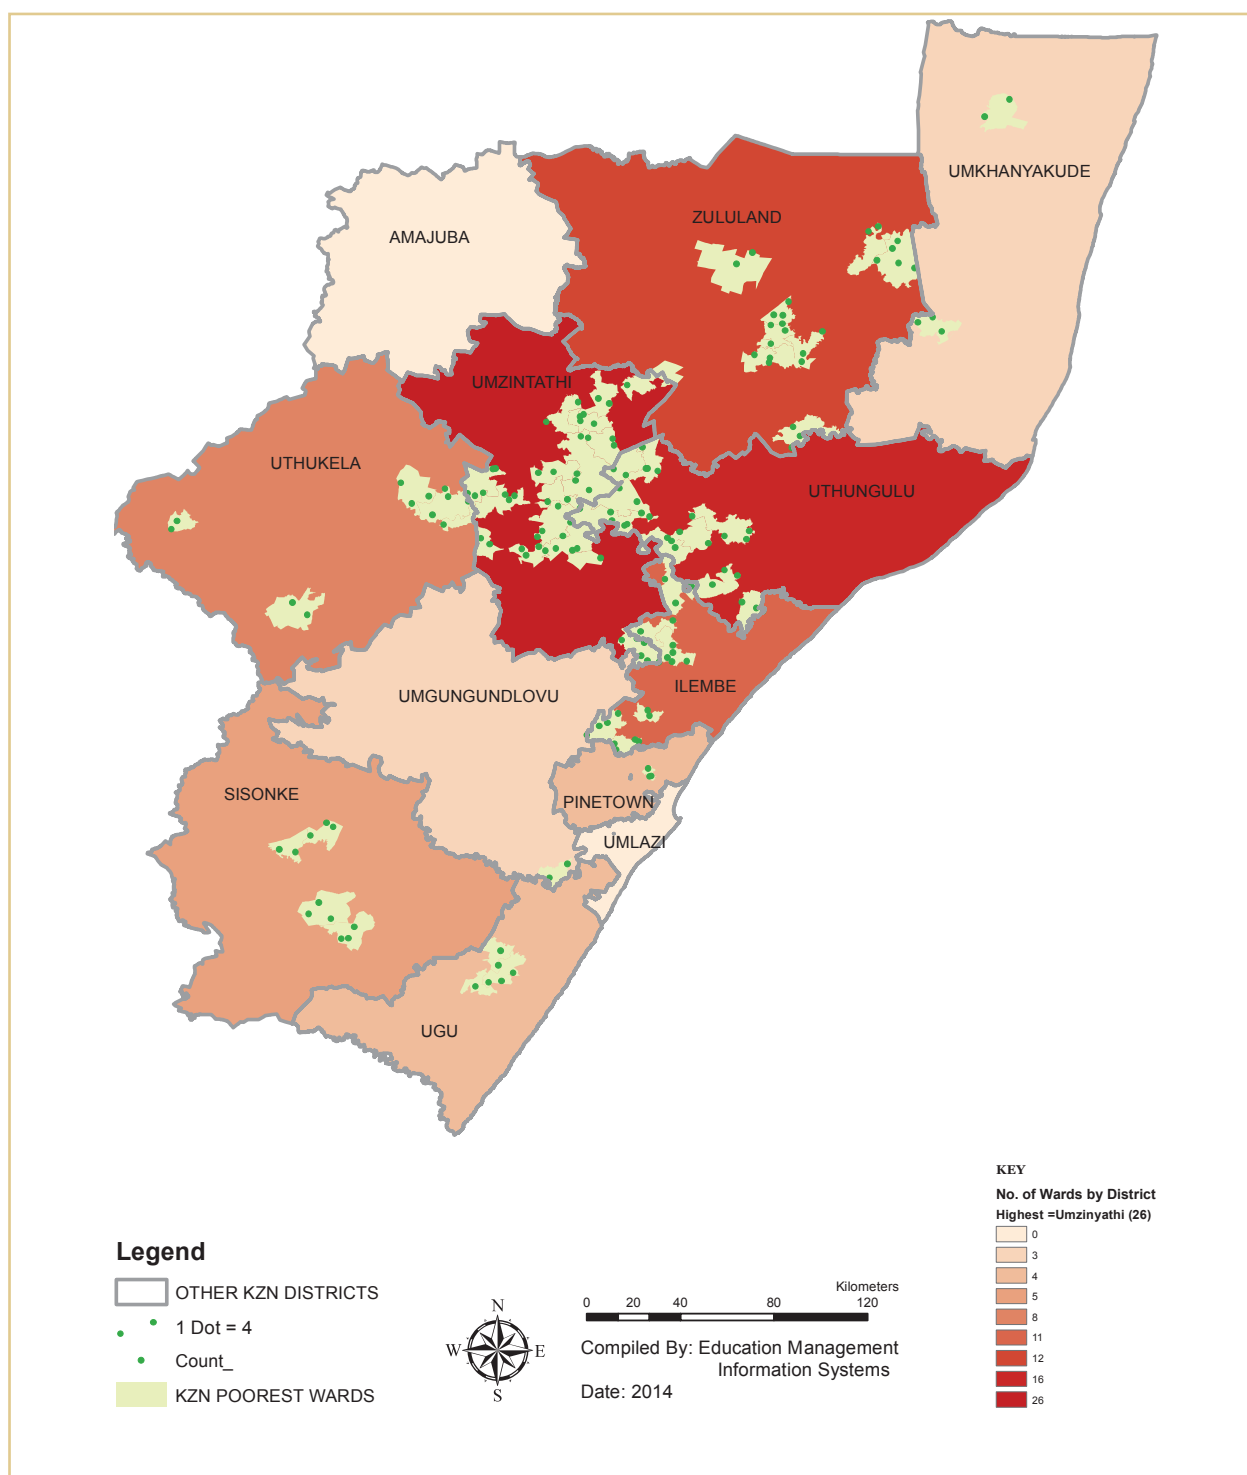 UMKHANYAKUDE
ZULULAND
AMAJUBA
UMZINTATHI
UTHUKELA
UTHUNGULU
ILEMBE
UMGUNGUNDLOVU
SISONKE
PINETOWN
UMLAZI
UGU
KEY
No. of Wards by District
Highest =Umzinyathi (26)
0
3
4
5
8
11
12
16
26
Legend
OTHER KZN DISTRICTS
1 Dot = 4
Count_
KZN POOREST WARDS
N
W E
S
Kilometers
0 20 40 80 120
Compiled By: Education Management
Information Systems
Date: 2014